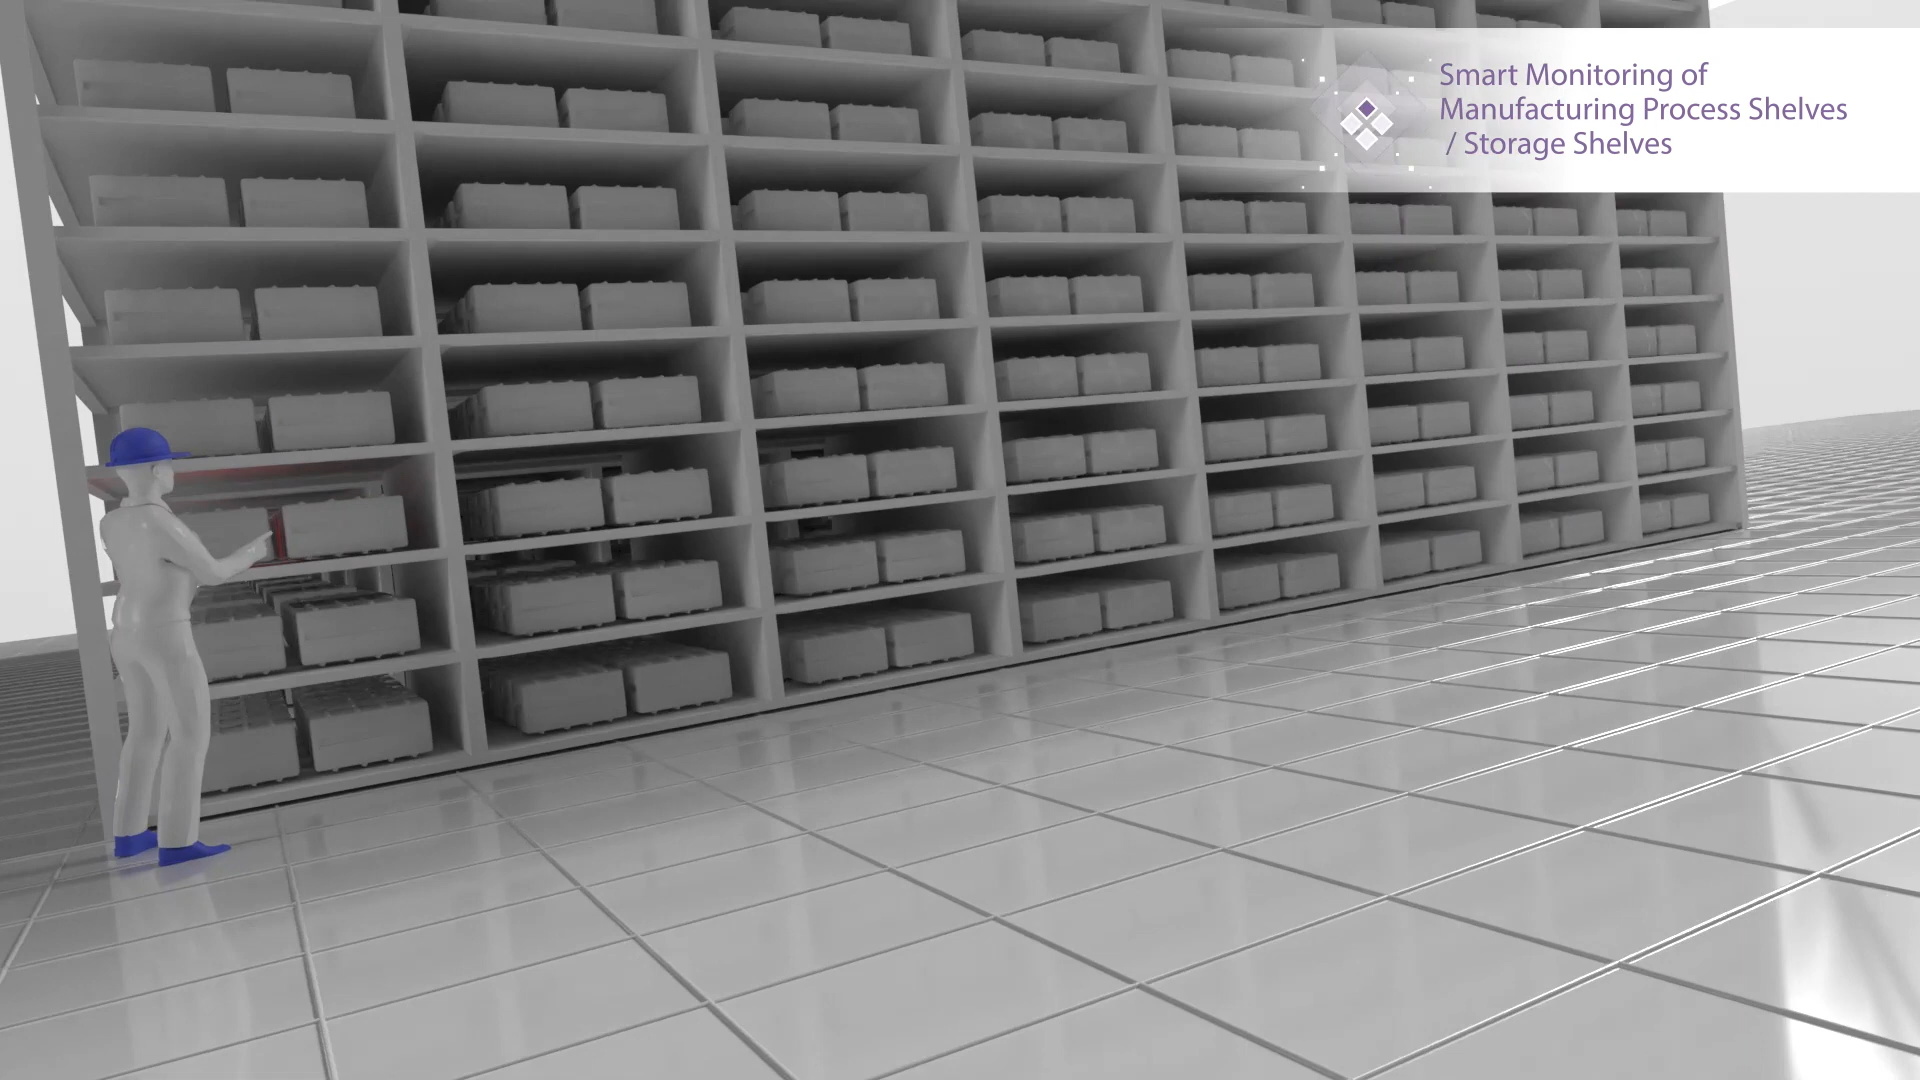 Smart Monitoring of
Manufacturing Process Shelves
/ Storage Shelves